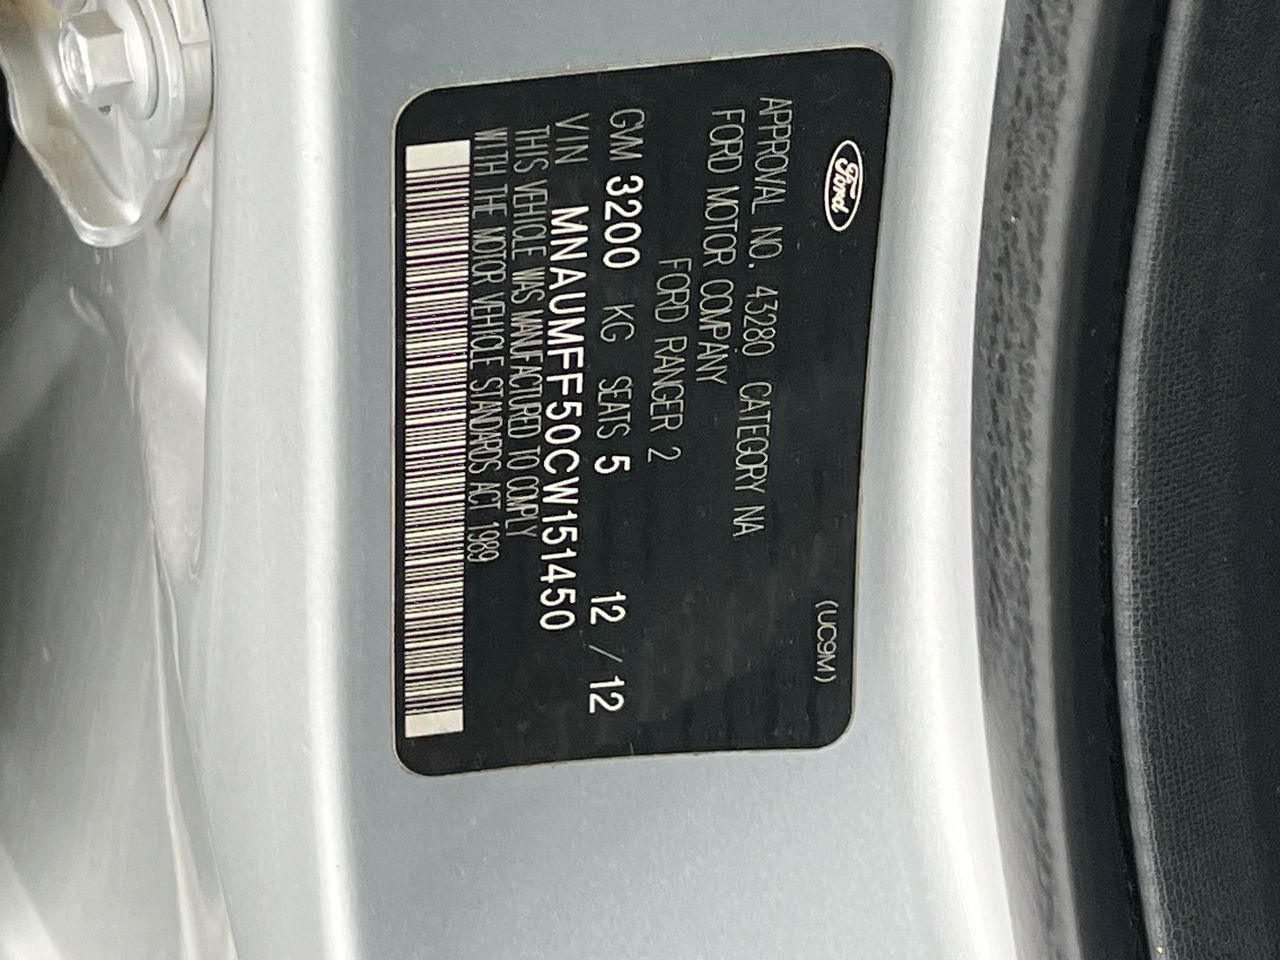 Ford
(UC9M)
APPROVAL NO. 43280 CATEGORY NA
FORD MOTOR COMPANY
FORD RANGER 2
GVM 3200 KG SEATS 5 12 / 12
VIN MNAUMFF50CW151450
THIS VEHICLE WAS MANUFACTURED TO COMPLY
WITH THE MOTOR VEHICLE STANDARDS ACT 1989